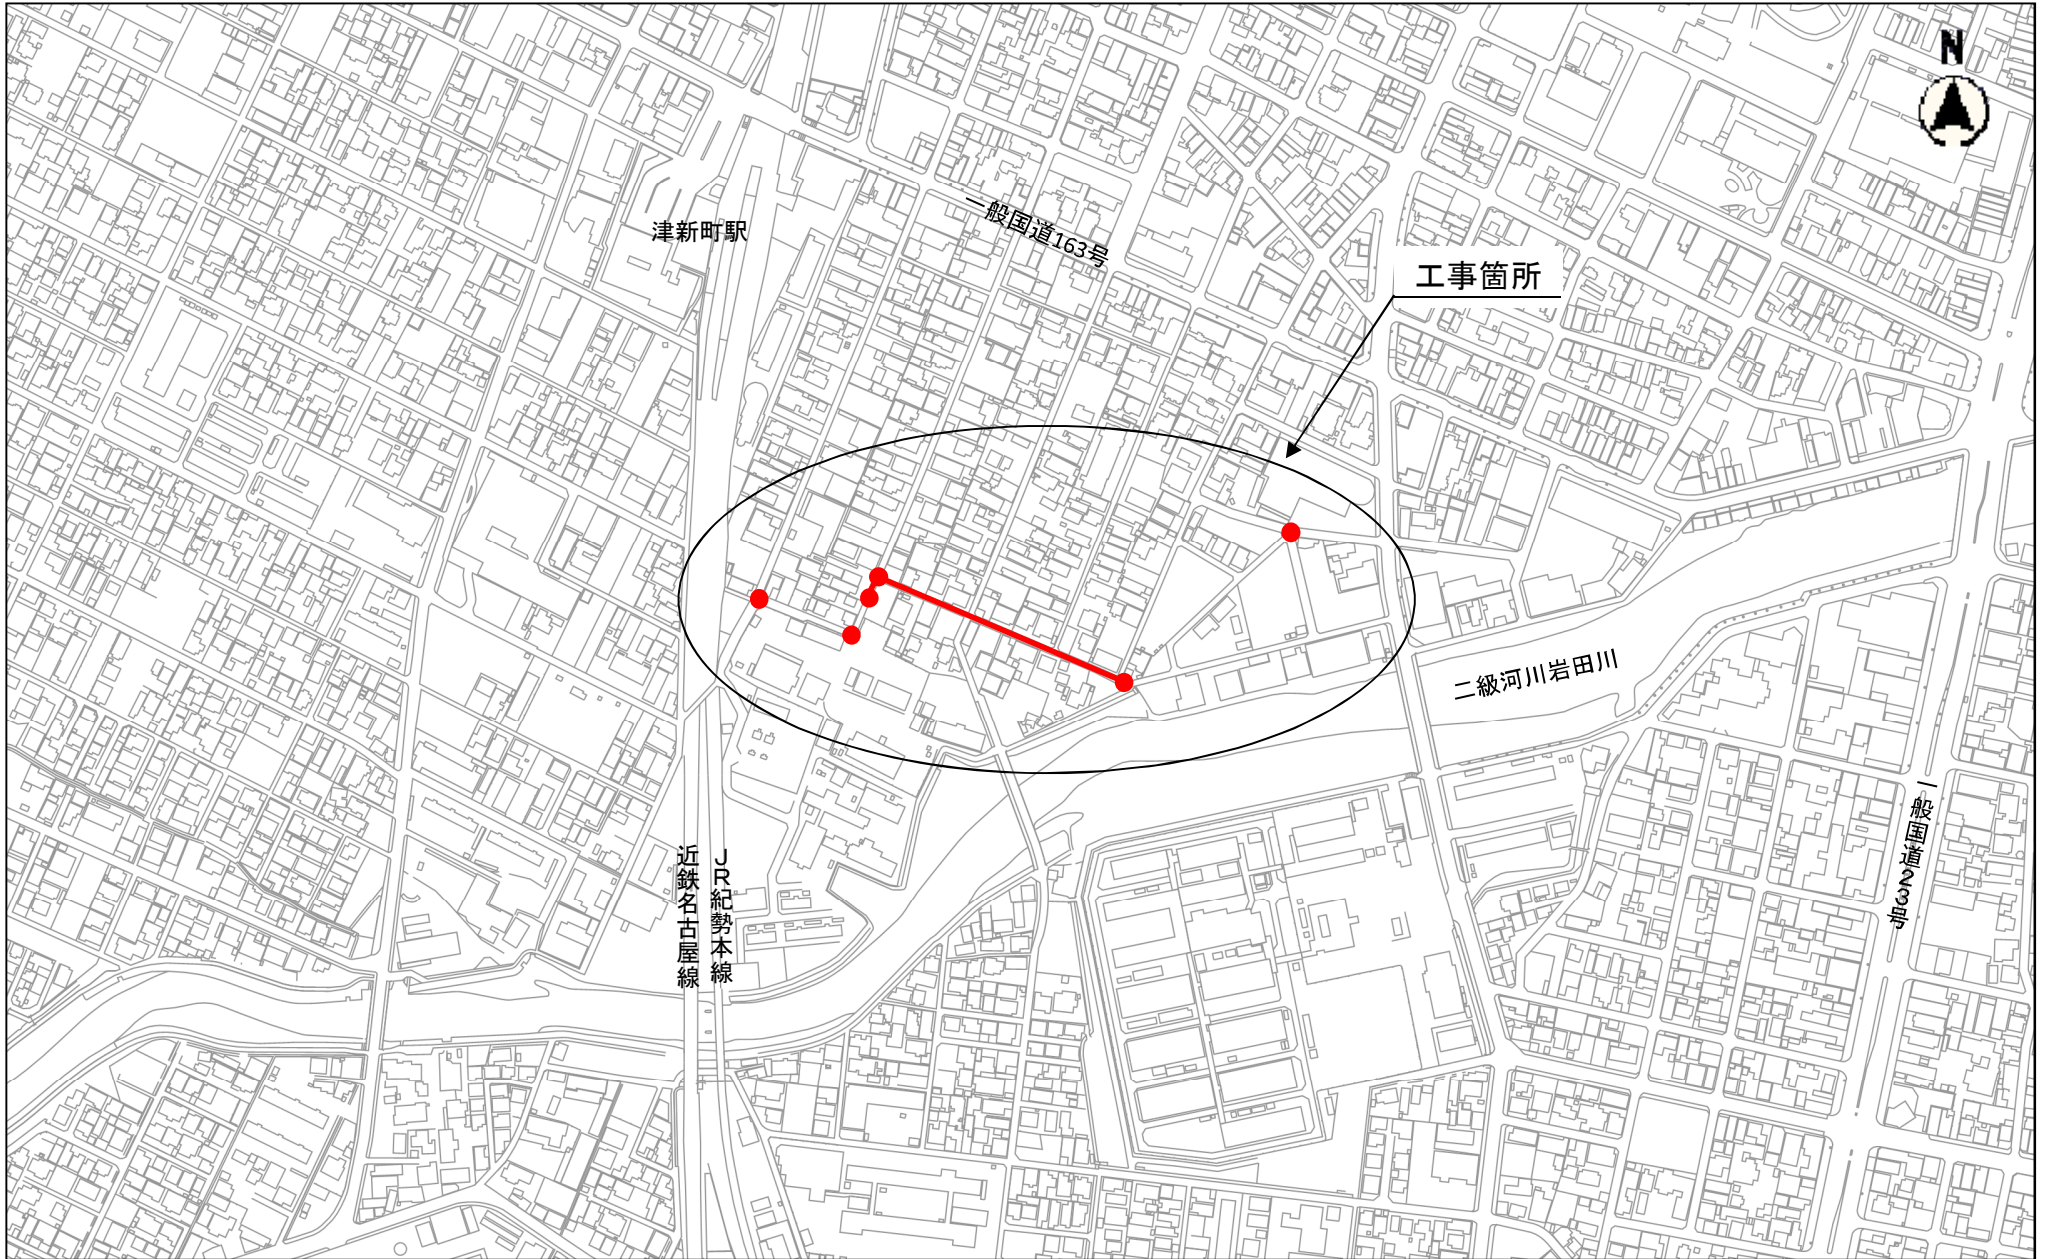 N
津新町駅
一般国道163号
工事箇所
二級河川岩田川
一般国道23号
近鉄名古屋線
JR紀勢本線